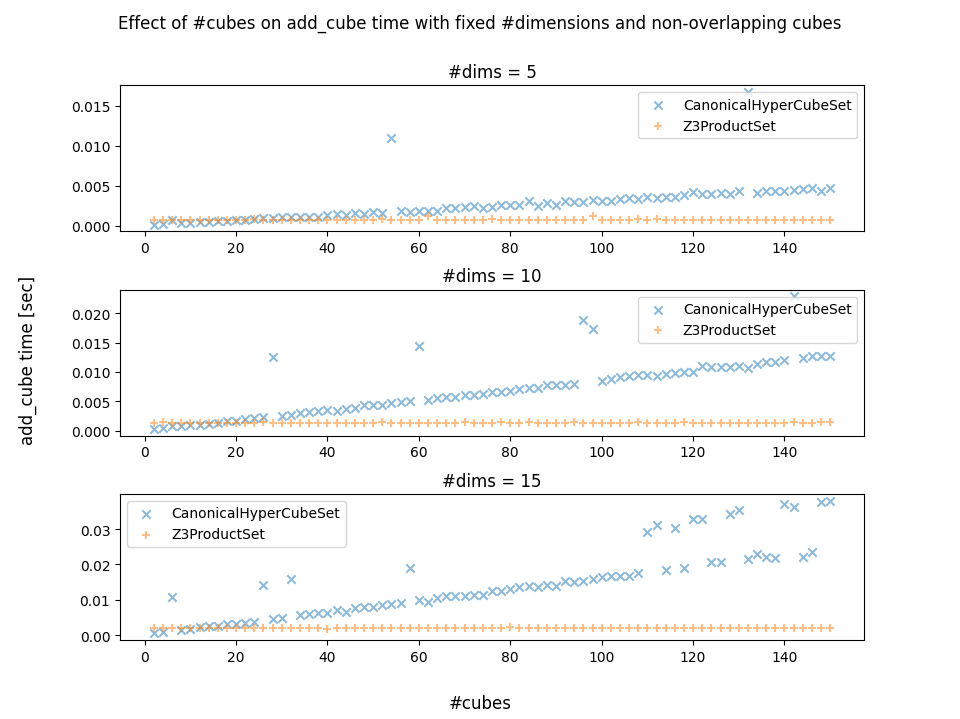 Effect of #cubes on add_cube time with fixed #dimensions and non-overlapping cubes
#dims = 5
CanonicalHyperCubeSet
Z3ProductSet
0.015
0.010
0.005
0.000
0 20 40 60 80 100 120 140
#dims = 10
CanonicalHyperCubeSet
Z3ProductSet
0.020
0.015
0.010
0.005
0.000
0 20 40 60 80 100 120 140
add_cube time [sec]
#dims = 15
CanonicalHyperCubeSet
Z3ProductSet
0.03
0.02
0.01
0.00
0 20 40 60 80 100 120 140
#cubes